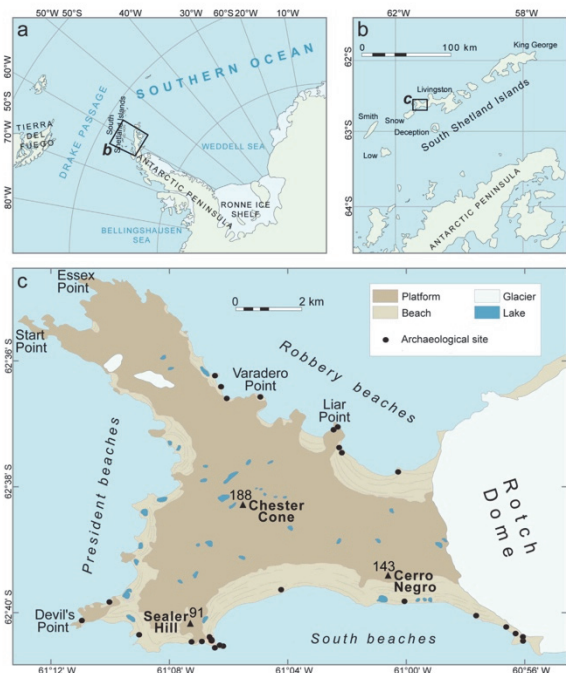 a
50°W 50°S
40°W
30°W
20°W
10°W
60°S
50°S
70°W
80°W
SOUTHERN OCEAN
DRAKE PASSAGE
TIERRA
DEL
FUEGO
South
Shetland Islands
b
WEDDELL SEA
ANTARCTIC PENINSULA
RONNE ICE
SHELF
BELLINGSHAUSEN
SEA
b
62°W
58°W
0
100 km
62°S
63°S
64°S
King George
Livingston
c
Smith
Snow
Deception
Low
South Shetland Islands
ANTARCTIC PENINSULA
c
Essex
Point
0
2 km
Platform
Glacier
Beach
Lake
Archaeological site
Start
Point
62°36' S
Varadero
Point
Robbery beaches
Liar
Point
62°38' S
President beaches
188
Chester
Cone
Rotch
Dome
143
Cerro
Negro
62°40' S
Devil's
Point
Sealer
Hill
91
South beaches
61°12' W
61°08' W
61°04' W
61°00' W
60°56' W